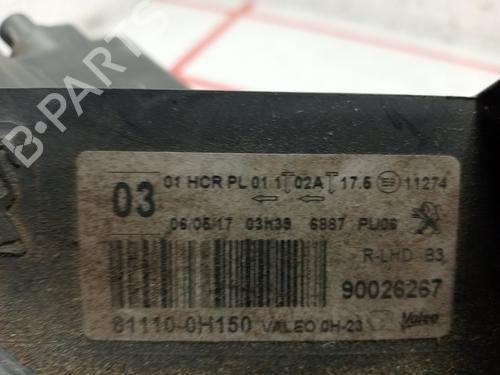 B-PARTS
03 01 HCR PL 01 1 02A 17.5 11274
06/05/17 03H39 6887 PU06
R-LHD B3
90026267
81110-0H150 VALEO 0H-23 Valeo